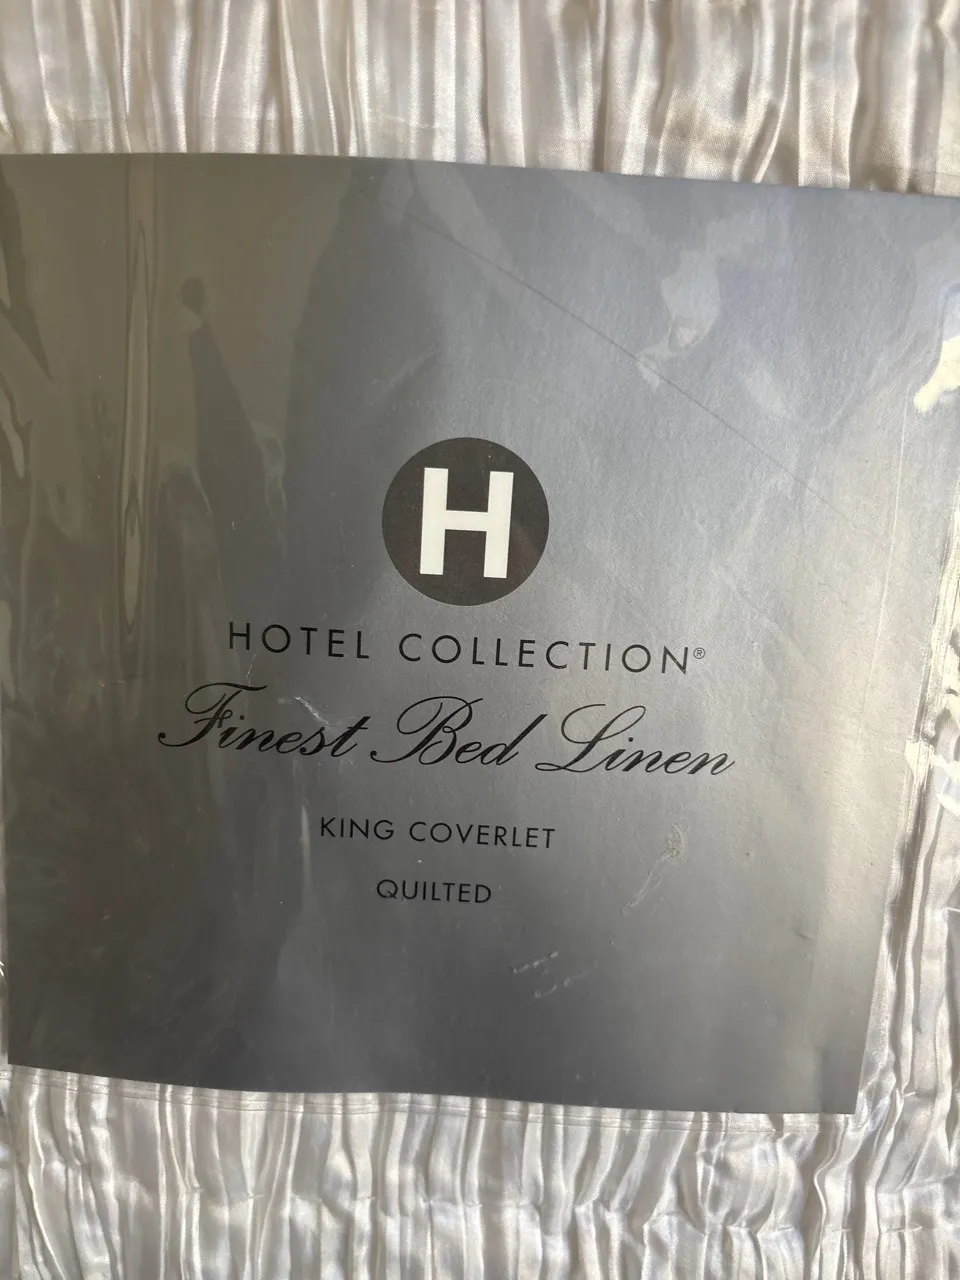 H
HOTEL COLLECTION®
Finest Bed Linen
KING COVERLET
QUILTED